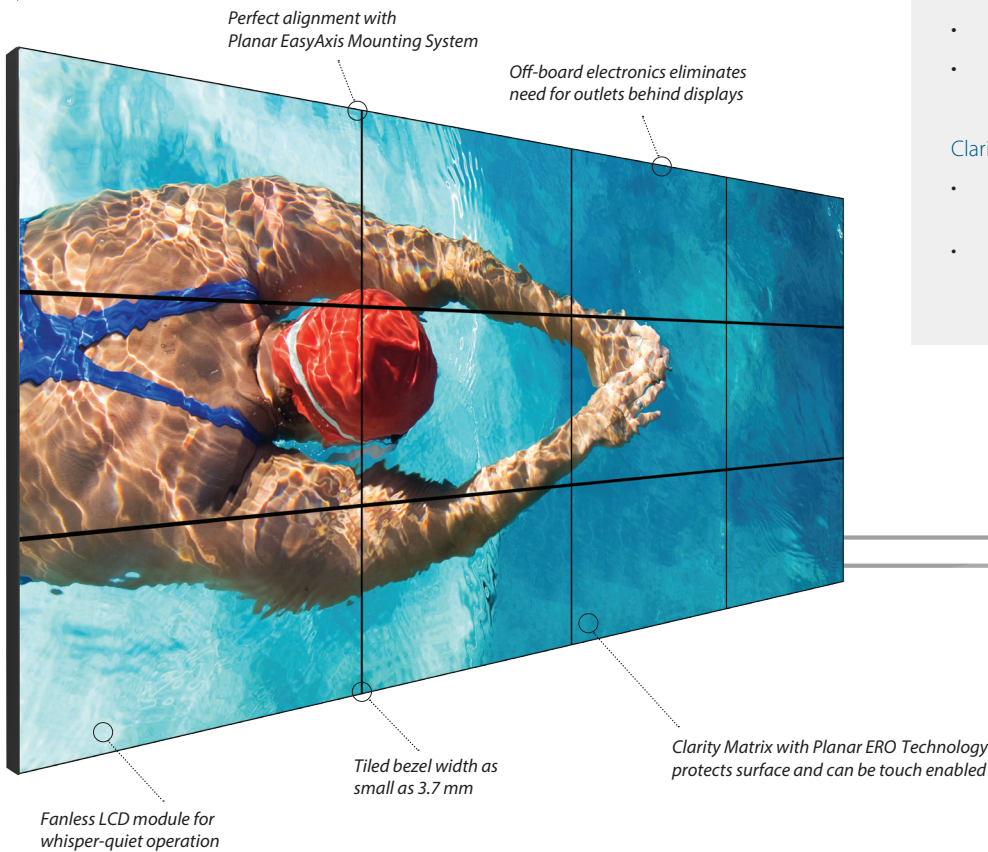 Perfect alignment with
Planar EasyAxis Mounting System
Off-board electronics eliminates
need for outlets behind displays
•
•
Clari
•
•
Tiled bezel width as
small as 3.7 mm
Clarity Matrix with Planar ERO Technology
protects surface and can be touch enabled
Fanless LCD module for
whisper-quiet operation